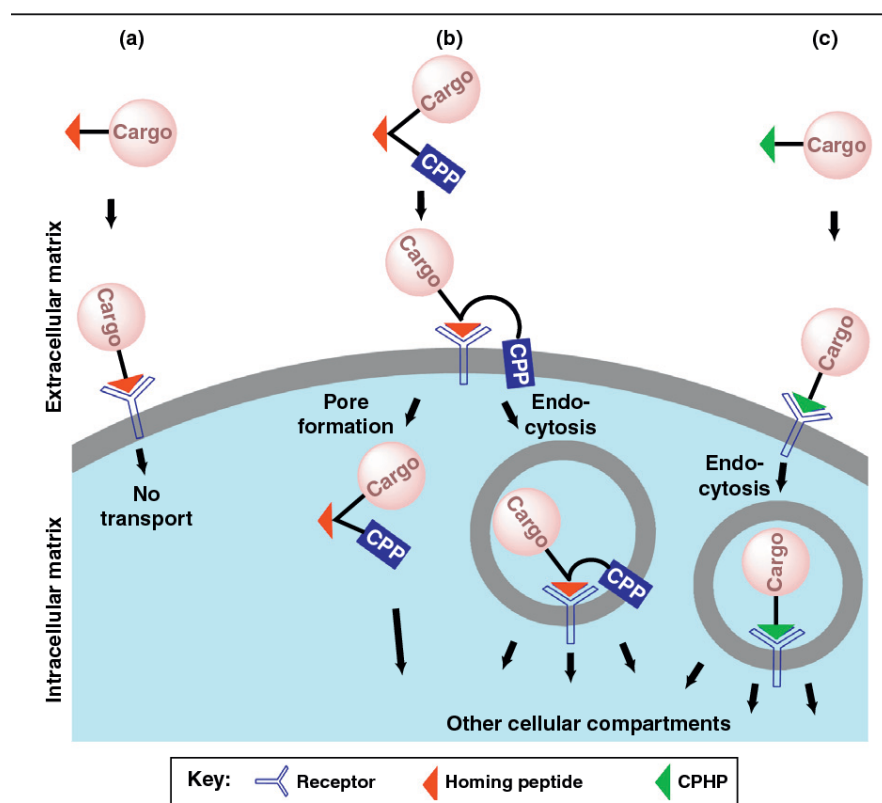 (a)
(b)
(c)
Cargo
Cargo
CPP
Cargo
Extracellular matrix
Cargo
Cargo
CPP
Cargo
Pore
formation
Endo-
cytosis
Endo-
cytosis
No
transport
Intracellular matrix
Cargo
CPP
Cargo
CPP
Cargo
Other cellular compartments
Key:
Receptor
Homing peptide
CPHP